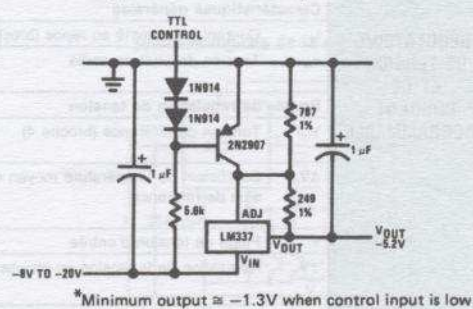 TTL
CONTROL
1N914
1N914
2N2907
787
1%
+
1 μF
+
1 μF
5.0k
249
1%
ADJ
LM337
VOUT
VIN
VOUT
−5.2V
−8V TO −20V
*Minimum output ≅ −1.3V when control input is low